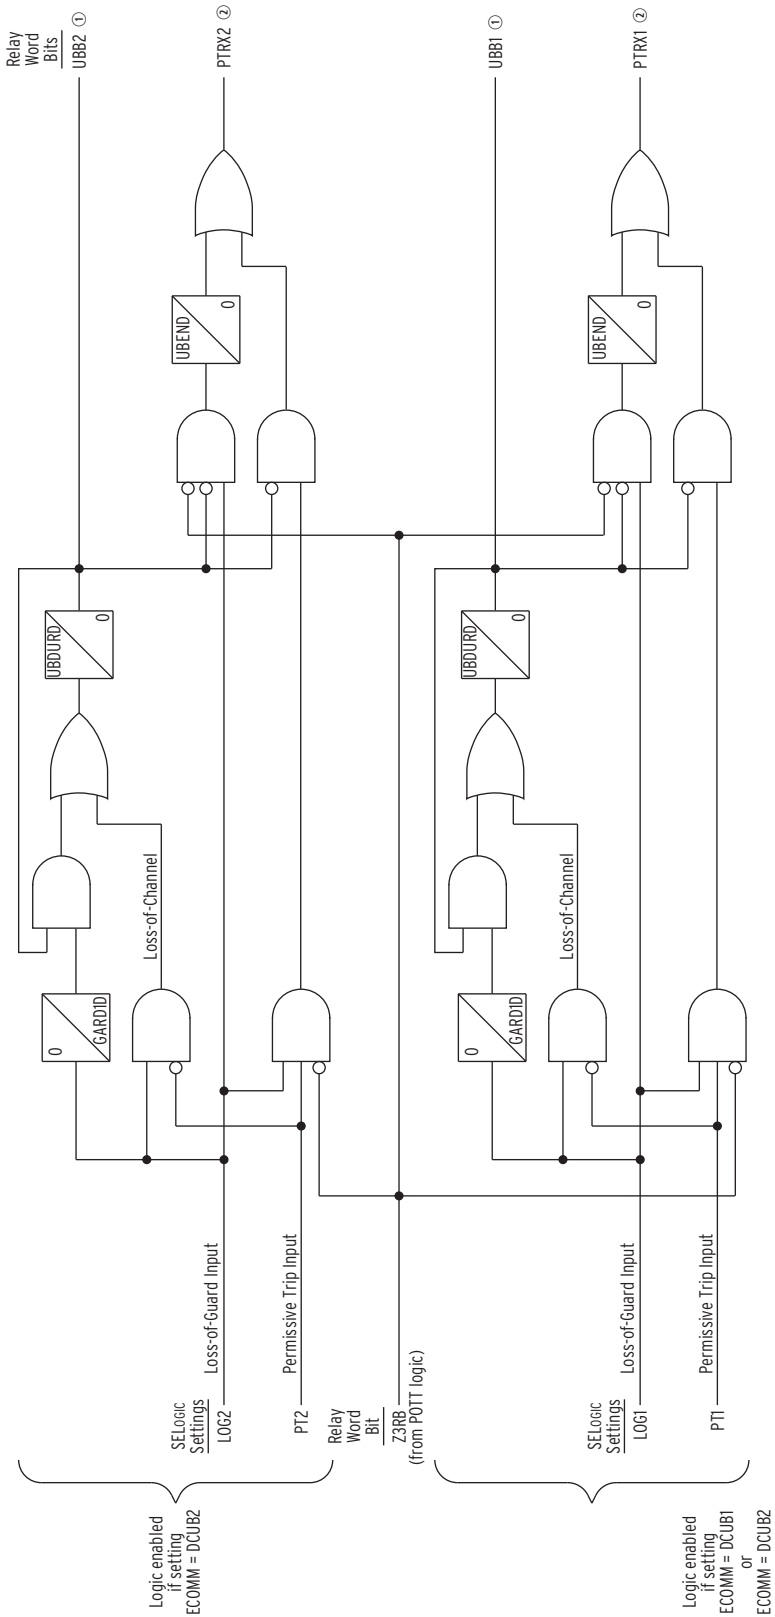 Relay
Word
Bits
UBB2 ①
PTRX2 ②
UBEND
0
UBDURD
0
Loss-of-Channel
0
GARD1D
Loss-of-Guard Input
Permissive Trip Input
SELOGIC
Settings
LOG2
PT2
Logic enabled
if setting
ECOMM = DCUB2
Relay
Word
Bit
Z3RB
(from POTT logic)
UBB1 ①
PTRX1 ②
UBEND
0
UBDURD
0
Loss-of-Channel
0
GARD1D
Loss-of-Guard Input
Permissive Trip Input
SELOGIC
Settings
LOG1
PT1
Logic enabled
if setting
ECOMM = DCUB1
or
ECOMM = DCUB2